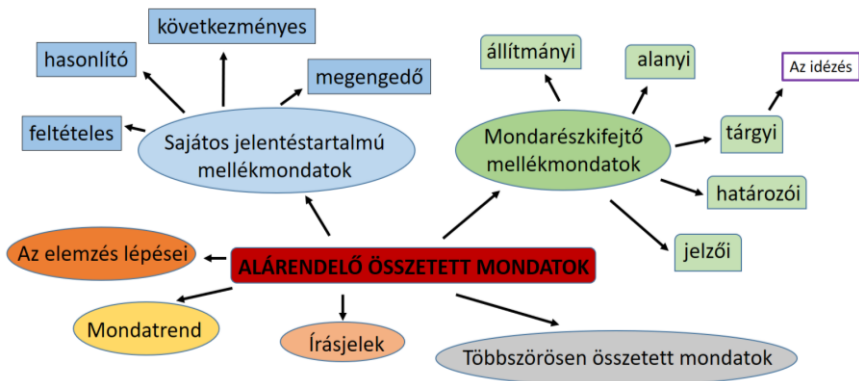 következményes
hasonlító
megengedő
feltételes
Sajátos jelentéstartalmú
mellékmondatok
állítmányi
alanyi
Az idézés
Mondarészkifejtő
mellékmondatok
tárgyi
határozói
jelzői
Az elemzés lépései
ALÁRENDELŐ ÖSSZETETT MONDATOK
Mondatrend
Írásjelek
Többszörösen összetett mondatok